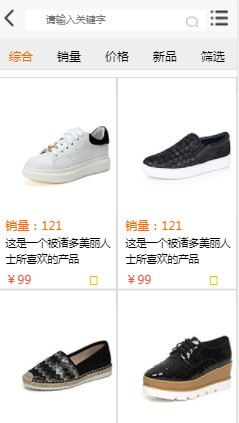 请输入关键字
综合 销量 价格 新品 筛选
销量：121
这是一个被诸多美丽人
士所喜欢的产品
￥99
销量：121
这是一个被诸多美丽人
士所喜欢的产品
￥99